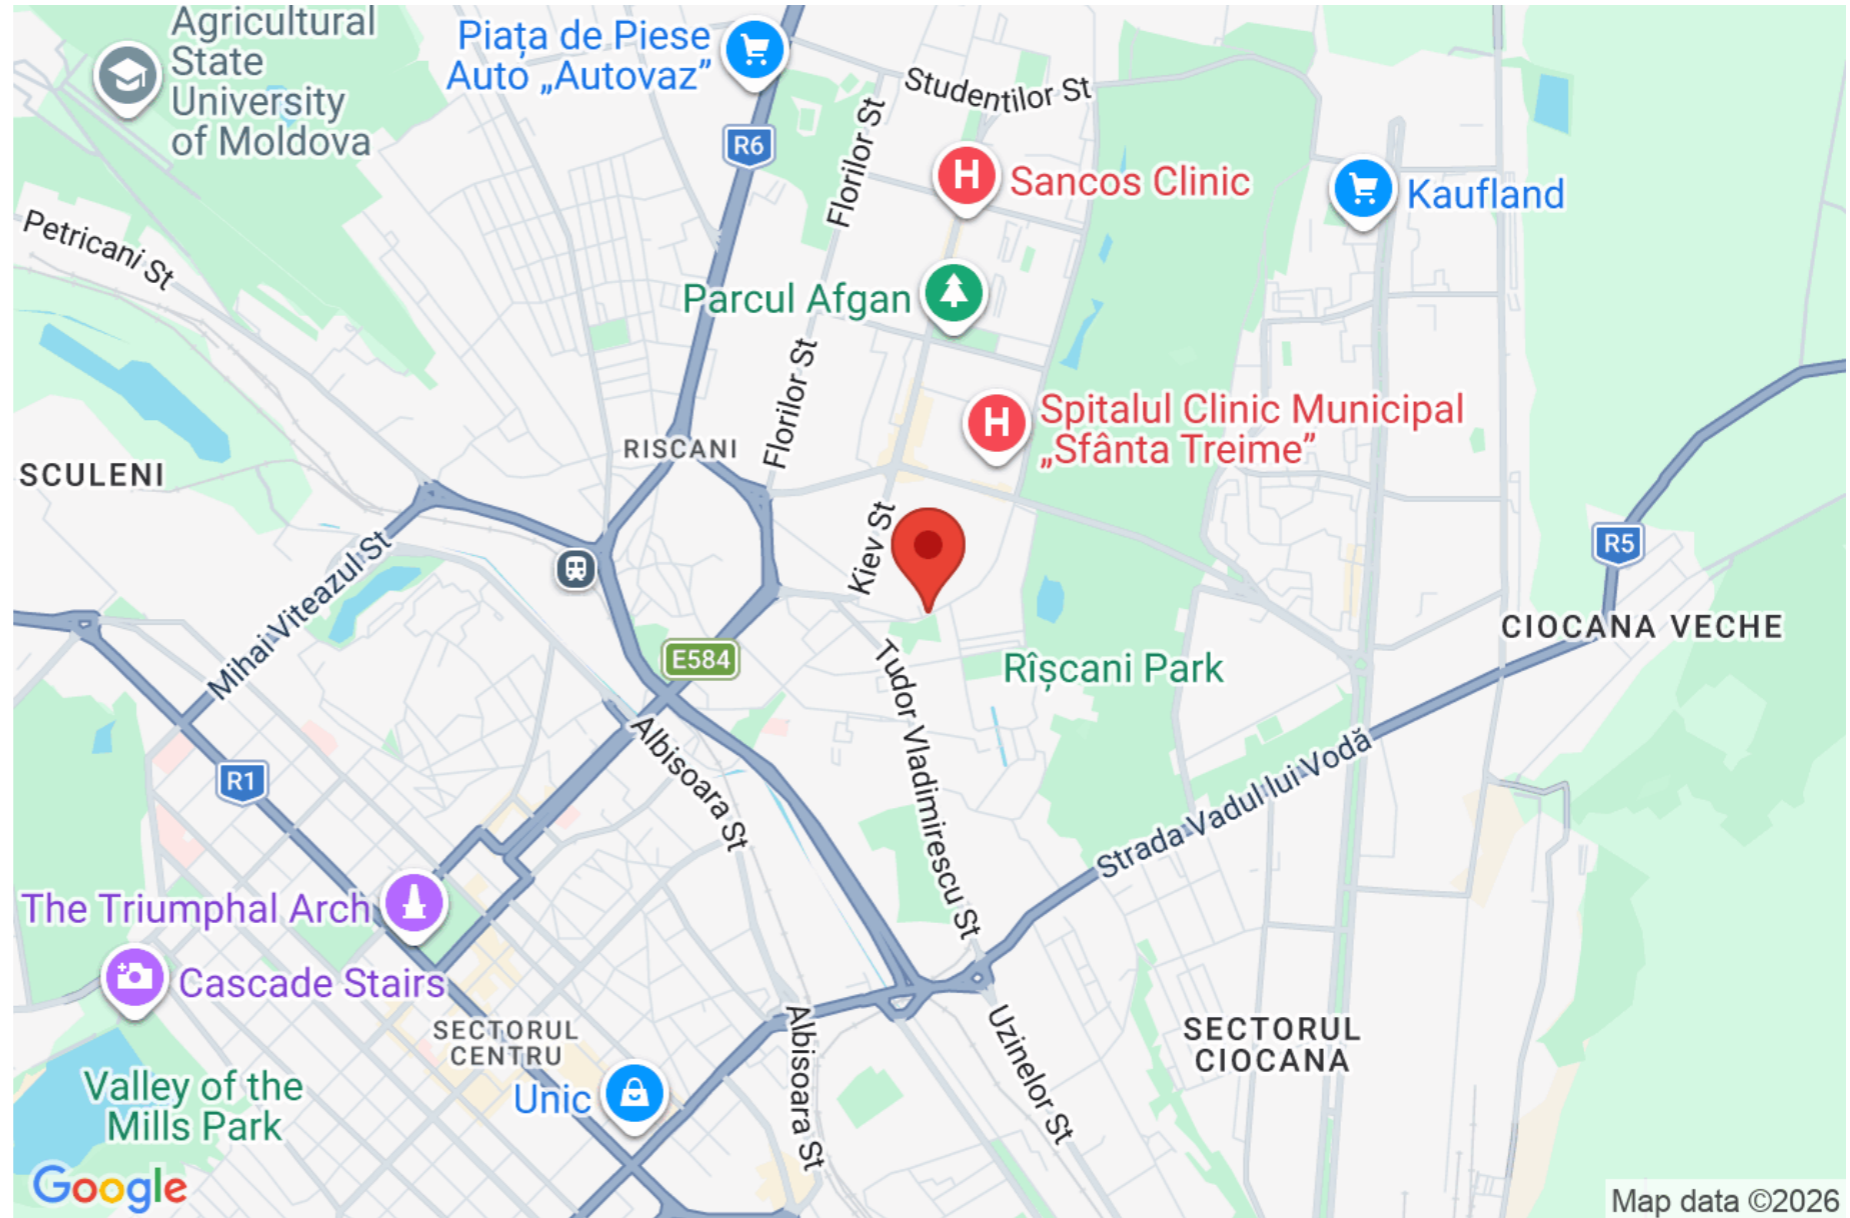 Agricultural
State
University
of Moldova
Piața de Piese
Auto „Autovaz”
Studentilor St
R6
Florilor St
Sancos Clinic
Kaufland
Petricani St
Parcul Afgan
Florilor St
Spitalul Clinic Municipal
„Sfânta Treime”
RISCANI
SCULENI
Kiev St
R5
Mihai Viteazul St
CIOCANA VECHE
E584
Rîșcani Park
Tudor Vladimirescu St
Albisoara St
R1
Strada Vadul lui Vodă
The Triumphal Arch
Cascade Stairs
SECTORUL
CENTRU
Albisoara St
Uzinelor St
SECTORUL
CIOCANA
Valley of the
Mills Park
Unic
Google
Map data ©2026